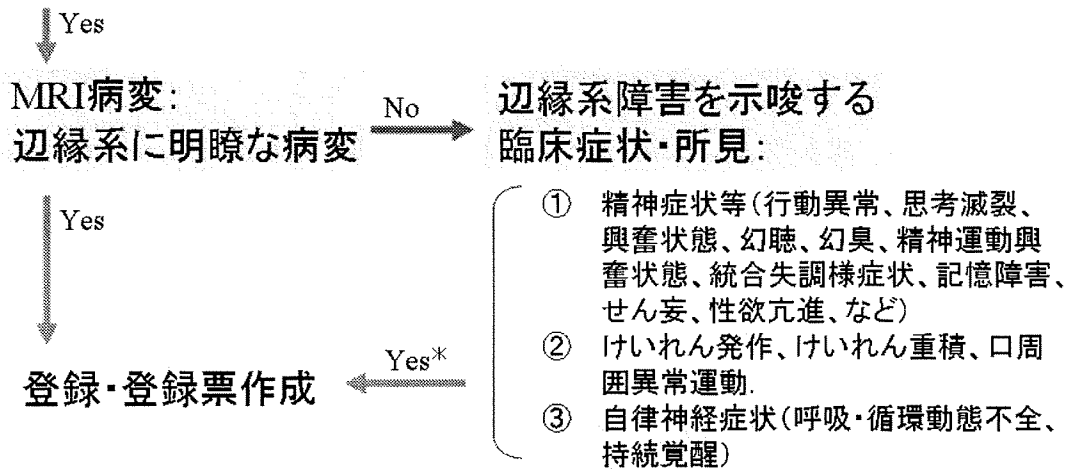 Yes
MRI病変:
辺縁系に明瞭な病変
No
辺縁系障害を示唆する
臨床症状・所見:
① 精神症状等(行動異常、思考滅裂、
興奮状態、幻聴、幻臭、精神運動興
奮状態、統合失調様症状、記憶障害、
せん妄、性欲亢進、など)
② けいれん発作、けいれん重積、口周
囲異常運動.
③ 自律神経症状(呼吸・循環動態不全、
持続覚醒)
Yes
Yes*
登録・登録票作成